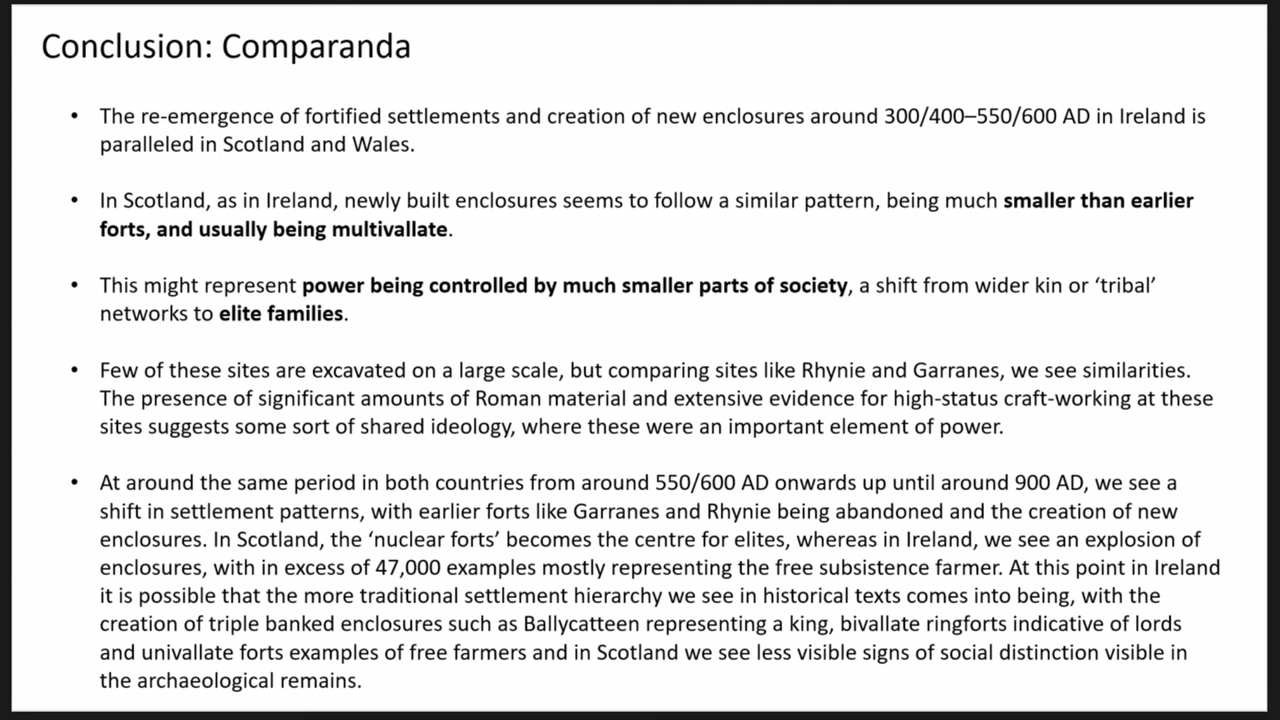 Conclusion: Comparanda
• The re-emergence of fortified settlements and creation of new enclosures around 300/400–550/600 AD in Ireland is
paralleled in Scotland and Wales.
• In Scotland, as in Ireland, newly built enclosures seems to follow a similar pattern, being much smaller than earlier
forts, and usually being multivallate.
• This might represent power being controlled by much smaller parts of society, a shift from wider kin or ‘tribal’
networks to elite families.
• Few of these sites are excavated on a large scale, but comparing sites like Rhynie and Garranes, we see similarities.
The presence of significant amounts of Roman material and extensive evidence for high-status craft-working at these
sites suggests some sort of shared ideology, where these were an important element of power.
• At around the same period in both countries from around 550/600 AD onwards up until around 900 AD, we see a
shift in settlement patterns, with earlier forts like Garranes and Rhynie being abandoned and the creation of new
enclosures. In Scotland, the ‘nuclear forts’ becomes the centre for elites, whereas in Ireland, we see an explosion of
enclosures, with in excess of 47,000 examples mostly representing the free subsistence farmer. At this point in Ireland
it is possible that the more traditional settlement hierarchy we see in historical texts comes into being, with the
creation of triple banked enclosures such as Ballycatteen representing a king, bivallate ringforts indicative of lords
and univallate forts examples of free farmers and in Scotland we see less visible signs of social distinction visible in
the archaeological remains.